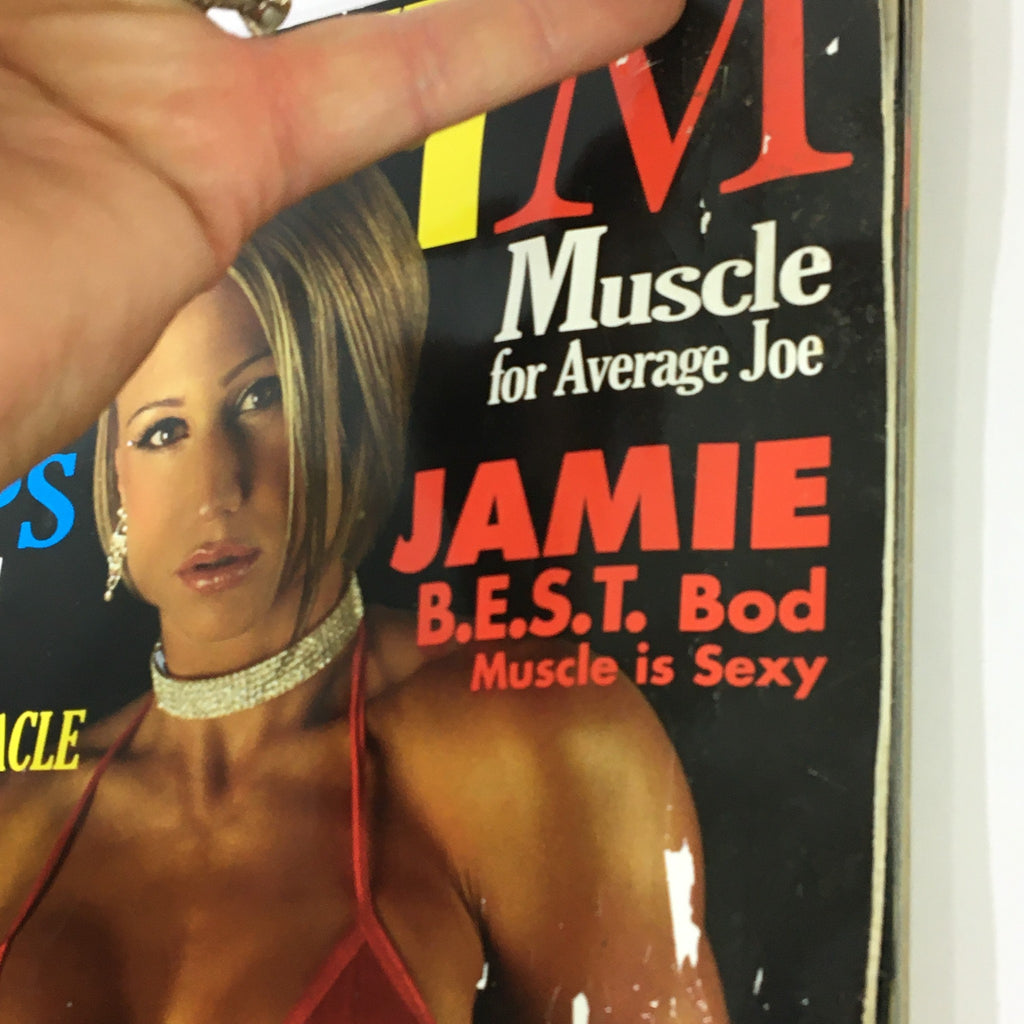 M
Muscle
for Average Joe
JAMIE
B.E.S.T. Bod
Muscle is Sexy